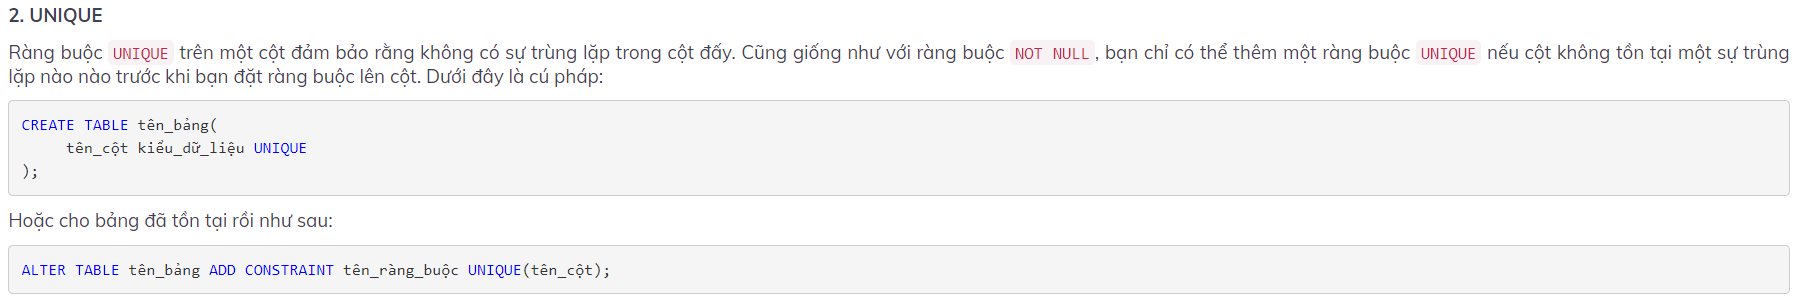 2. UNIQUE
Ràng buộc UNIQUE trên một cột đảm bảo rằng không có sự trùng lặp trong cột đấy. Cũng giống như với ràng buộc NOT NULL, bạn chỉ có thể thêm một ràng buộc UNIQUE nếu cột không tồn tại một sự trùng
lặp nào nào trước khi bạn đặt ràng buộc lên cột. Dưới đây là cú pháp:
CREATE TABLE tên_bảng(
tên_cột kiểu_dữ_liệu UNIQUE
);
Hoặc cho bảng đã tồn tại rồi như sau:
ALTER TABLE tên_bảng ADD CONSTRAINT tên_ràng_buộc UNIQUE(tên_cột);